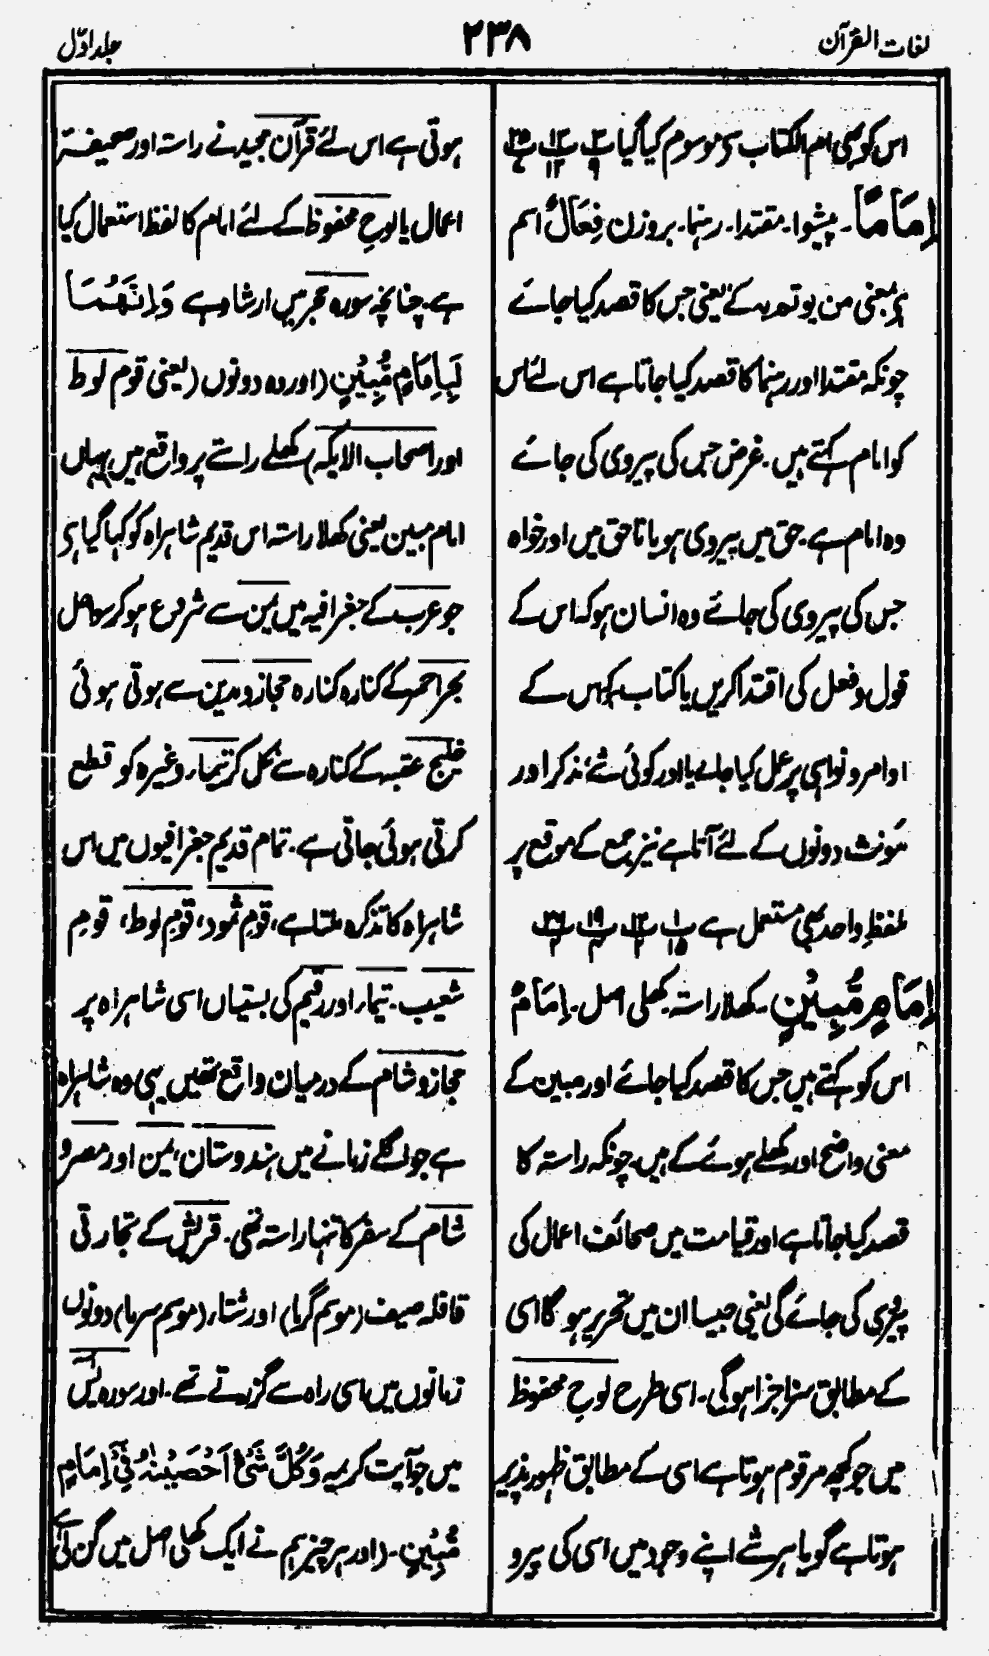 لغات القرآن
۲۳۸
جلد اوّل
اس کو بھی ام الکتاب سے موسوم کیا گیا
اِمَامًا۔ پیشوا۔ مقتدا۔ رہنما۔ بروزن فِعَالٌ اسم
ہے بمعنی من یوتم بہ کے یعنی جس کا قصد کیا جائے
چونکہ مقتدا اور رہنما کا قصد کیا جاتا ہے اس لئے اس
کو امام کہتے ہیں۔ غرض جس کی پیروی کی جائے
وہ امام ہے۔ حق میں پیروی ہو یا ناحق میں اور خواہ
جس کی پیروی کی جائے وہ انسان ہو کہ اس کے
قول و فعل کی اقتدا کریں یا کتاب کہ اس کے
اوامر و نواہی پر عمل کیا جائے یا اور کوئی شے، مذکر اور
مؤنث دونوں کے لئے آتا ہے نیز جمع کے موقع پر
بلفظِ واحد بھی مستعمل ہے
اِمَامٍ مُّبِيْنٍ۔ کھلا راستہ۔ کھلی اصل۔ اِمَامٌ
اس کو کہتے ہیں جس کا قصد کیا جائے اور مبین کے
معنی واضح اور کھلے ہوئے کے ہیں۔ چونکہ راستہ کا
قصد کیا جاتا ہے اور قیامت میں صحائف اعمال کی
پیروی کی جائے گی یعنی جیسا ان میں تحریر ہو گا اسی
کے مطابق سزا جزا ہوگی۔ اسی طرح لوحِ محفوظ
میں جو کچھ مرقوم ہوتا ہے اسی کے مطابق ظہور پذیر
ہوتا ہے گویا ہر شے اپنے وجود میں اسی کی پیرو
ہوتی ہے اس لئے قرآن مجید نے راستہ اور صحیفۂ
اعمال یا لوحِ محفوظ کے لئے امام کا لفظ استعمال کیا
ہے۔ چنانچہ سورہ حجر میں ارشاد ہے وَاِنَّهُمَا
لَبِاِمَامٍ مُّبِيْنٍ (اور وہ دونوں (یعنی قوم لوط
اور اصحاب الایکہ) کھلے راستے پر واقع ہیں) یہاں
امام مبین یعنی کھلا راستہ اس قدیم شاہراہ کو کہا گیا ہے
جو عرب کے جغرافیہ میں یمن سے شروع ہو کر سواحل
بحر احمر کے کنارہ کنارہ حجاز و مدین سے ہوتی ہوئی
خلیج عقبہ کے کنارہ سے نکل کر تیما، وغیرہ کو قطع
کرتی ہوئی جاتی ہے۔ تمام قدیم جغرافیوں میں اس
شاہراہ کا تذکرہ ملتا ہے، قومِ ثمود، قومِ لوط، قومِ
شعیب۔ تیما، اور رقیم کی بستیاں اسی شاہراہ پر
حجاز و شام کے درمیان واقع تھیں یہی وہ شاہراہ
ہے جو اگلے زمانے میں ہندوستان، یمن اور مصر و
شام کے سفر کا تنہا راستہ تھی۔ قریش کے تجارتی
قافلہ صیف (موسم گرما) اور شتاء (موسم سرما) دونوں
زمانوں میں اسی راہ سے گزرتے تھے۔ اور سورہ یٰسٓ
میں جو آیت کریمہ وَكُلَّ شَيْءٍ اَحْصَيْنٰهُ فِيْٓ اِمَامٍ
مُّبِيْنٍ۔ (اور ہر چیز ہم نے ایک کھلی اصل میں گن لی ہے